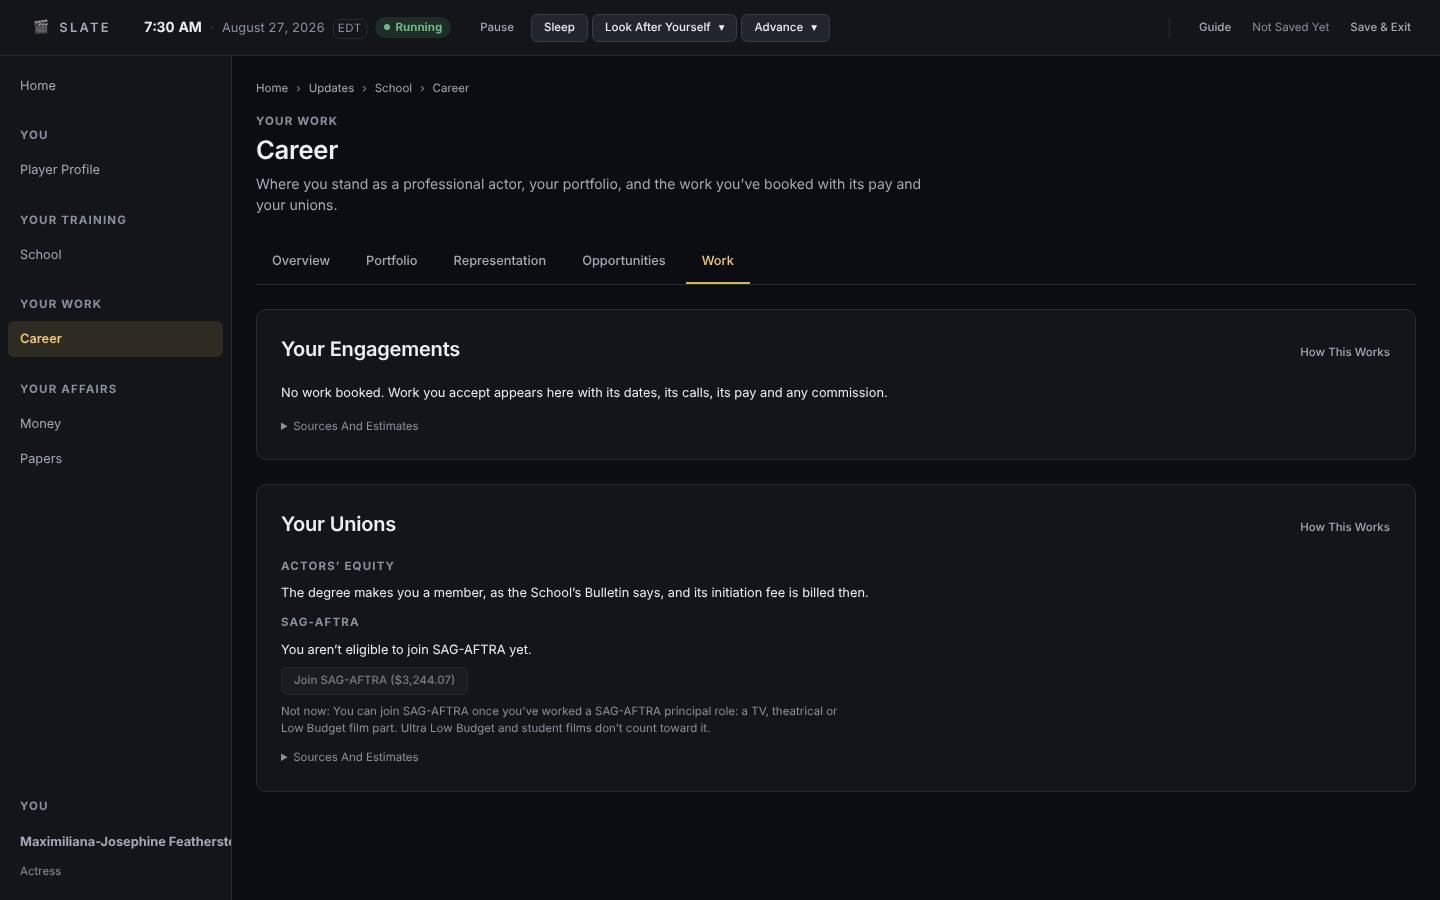 SLATE
7:30 AM · August 27, 2026 EDT Running
Pause
Sleep
Look After Yourself ▾
Advance ▾
Guide
Not Saved Yet
Save & Exit
Home
YOU
Player Profile
YOUR TRAINING
School
YOUR WORK
Career
YOUR AFFAIRS
Money
Papers
YOU
Maximiliana-Josephine
Actress
Home › Updates › School › Career
YOUR WORK
Career
Where you stand as a professional actor, your portfolio, and the work you’ve booked with its pay and
your unions.
Overview
Portfolio
Representation
Opportunities
Work
Your Engagements
How This Works
No work booked. Work you accept appears here with its dates, its calls, its pay and any commission.
▶ Sources And Estimates
Your Unions
How This Works
ACTORS’ EQUITY
The degree makes you a member, as the School’s Bulletin says, and its initiation fee is billed then.
SAG-AFTRA
You aren’t eligible to join SAG-AFTRA yet.
Join SAG-AFTRA ($3,244.07)
Not now: You can join SAG-AFTRA once you’ve worked a SAG-AFTRA principal role: a TV, theatrical or
Low Budget film part. Ultra Low Budget and student films don’t count toward it.
▶ Sources And Estimates